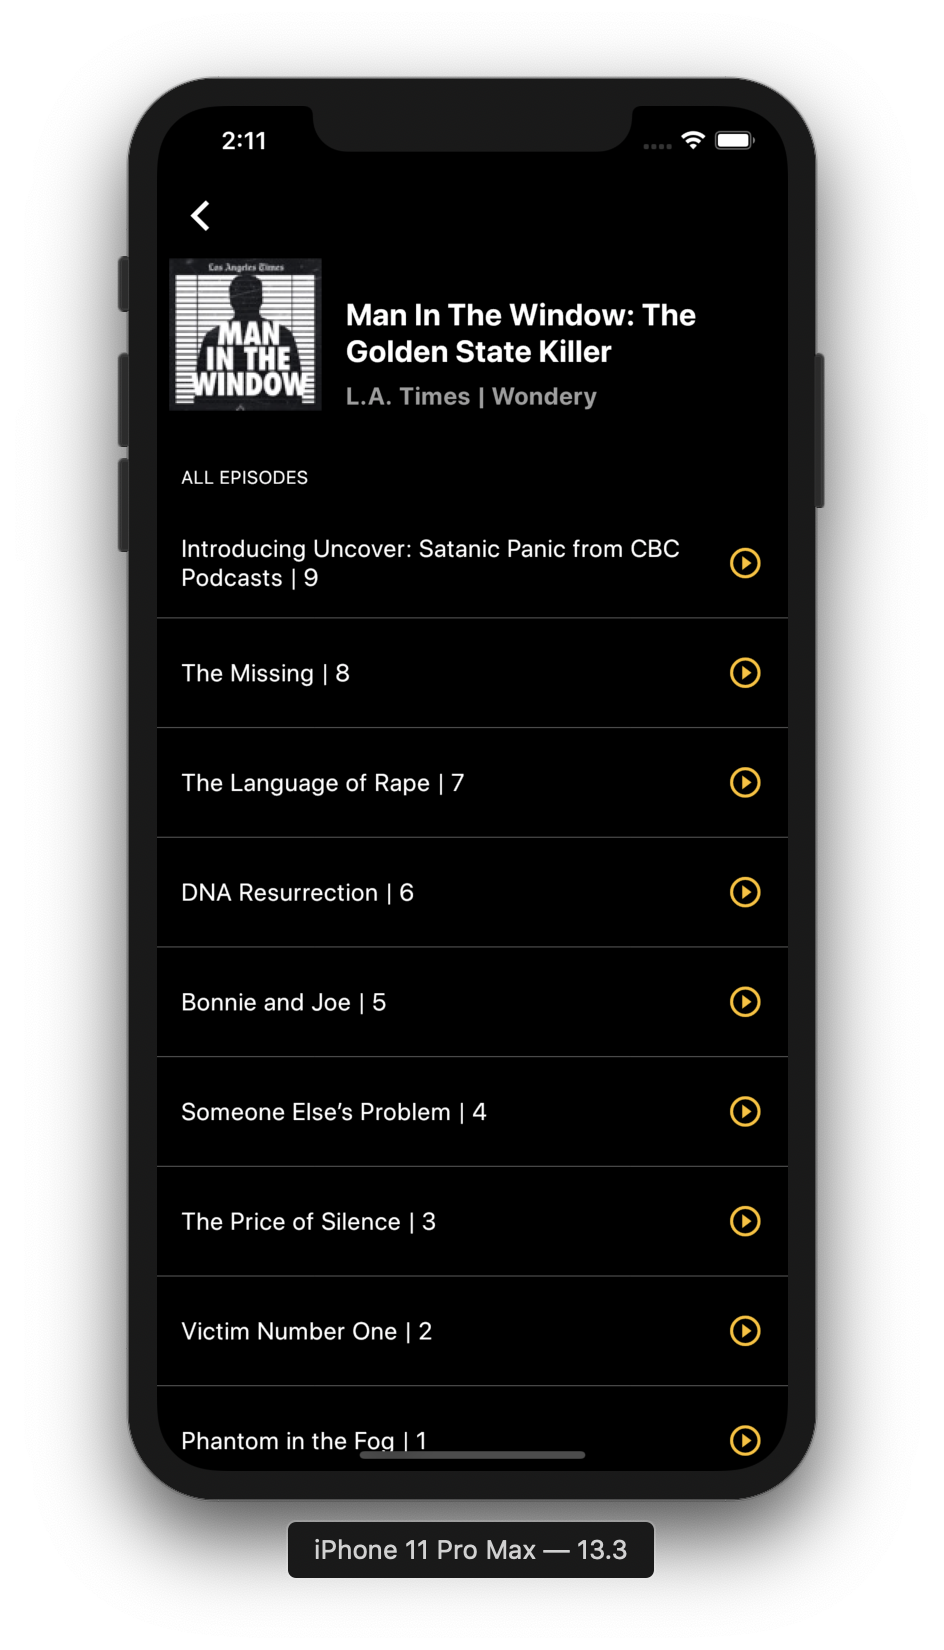 2:11
Los Angeles Times
MAN
IN THE
WINDOW
Man In The Window: The
Golden State Killer
L.A. Times | Wondery
ALL EPISODES
Introducing Uncover: Satanic Panic from CBC
Podcasts | 9
The Missing | 8
The Language of Rape | 7
DNA Resurrection | 6
Bonnie and Joe | 5
Someone Else’s Problem | 4
The Price of Silence | 3
Victim Number One | 2
Phantom in the Fog | 1
iPhone 11 Pro Max — 13.3